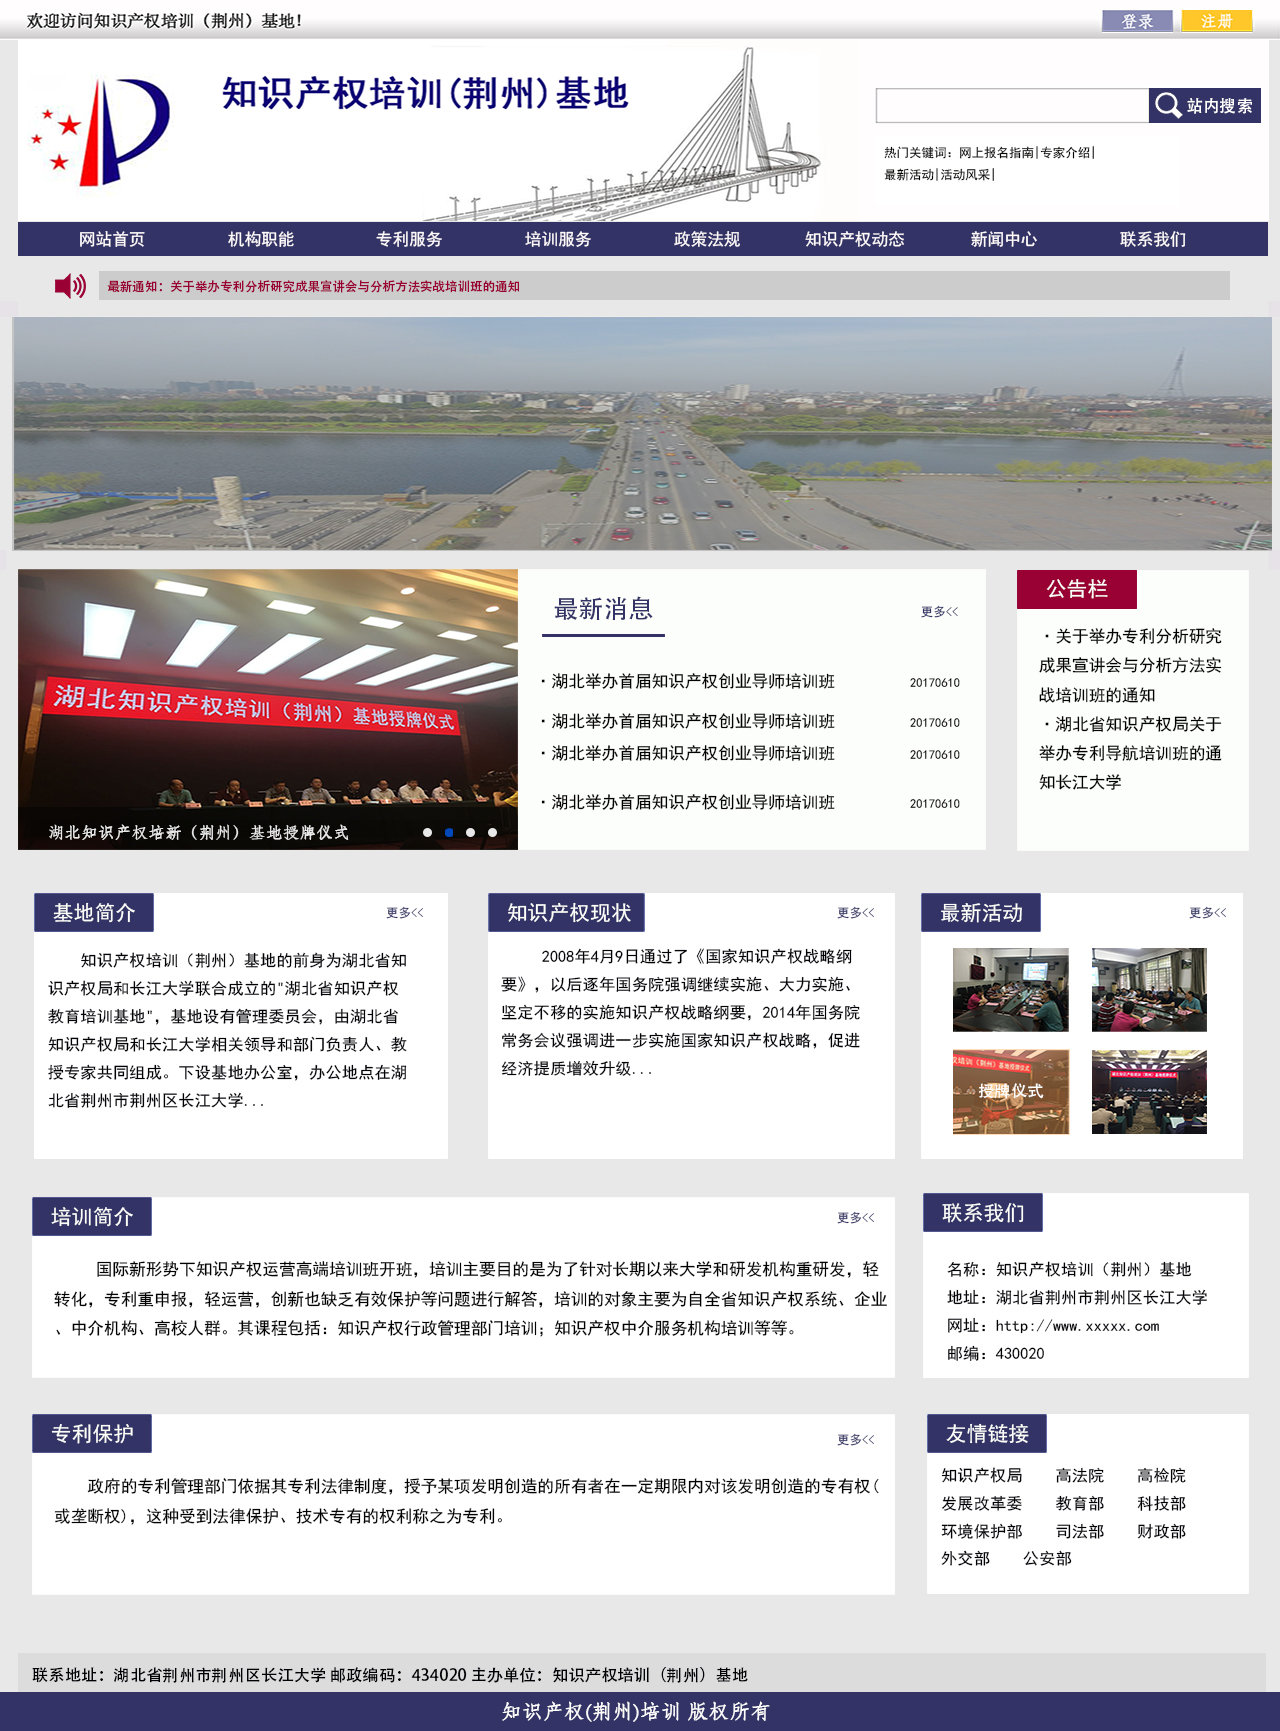 欢迎访问知识产权培训（荆州）基地！
登录 注册
知识产权培训(荆州)基地
站内搜索
热门关键词：网上报名指南|专家介绍|
最新活动|活动风采|
网站首页 机构职能 专利服务 培训服务 政策法规 知识产权动态 新闻中心 联系我们
最新通知：关于举办专利分析研究成果宣讲会与分析方法实战培训班的通知
湖北知识产权培训（荆州）基地授牌仪式
湖北知识产权培新（荆州）基地授牌仪式
最新消息 更多<<
·湖北举办首届知识产权创业导师培训班 20170610
·湖北举办首届知识产权创业导师培训班 20170610
·湖北举办首届知识产权创业导师培训班 20170610
·湖北举办首届知识产权创业导师培训班 20170610
公告栏
·关于举办专利分析研究
成果宣讲会与分析方法实
战培训班的通知
·湖北省知识产权局关于
举办专利导航培训班的通
知长江大学
基地简介 更多<<
知识产权培训（荆州）基地的前身为湖北省知
识产权局和长江大学联合成立的"湖北省知识产权
教育培训基地"，基地设有管理委员会，由湖北省
知识产权局和长江大学相关领导和部门负责人、教
授专家共同组成。下设基地办公室，办公地点在湖
北省荆州市荆州区长江大学...
知识产权现状 更多<<
2008年4月9日通过了《国家知识产权战略纲
要》，以后逐年国务院强调继续实施、大力实施、
坚定不移的实施知识产权战略纲要，2014年国务院
常务会议强调进一步实施国家知识产权战略，促进
经济提质增效升级...
最新活动 更多<<
授牌仪式
培训简介 更多<<
国际新形势下知识产权运营高端培训班开班，培训主要目的是为了针对长期以来大学和研发机构重研发，轻
转化，专利重申报，轻运营，创新也缺乏有效保护等问题进行解答，培训的对象主要为自全省知识产权系统、企业
、中介机构、高校人群。其课程包括：知识产权行政管理部门培训；知识产权中介服务机构培训等等。
联系我们
名称：知识产权培训（荆州）基地
地址：湖北省荆州市荆州区长江大学
网址：http://www.xxxxx.com
邮编：430020
专利保护 更多<<
政府的专利管理部门依据其专利法律制度，授予某项发明创造的所有者在一定期限内对该发明创造的专有权（
或垄断权），这种受到法律保护、技术专有的权利称之为专利。
友情链接
知识产权局 高法院 高检院
发展改革委 教育部 科技部
环境保护部 司法部 财政部
外交部 公安部
联系地址：湖北省荆州市荆州区长江大学 邮政编码：434020 主办单位：知识产权培训（荆州）基地
知识产权(荆州)培训 版权所有